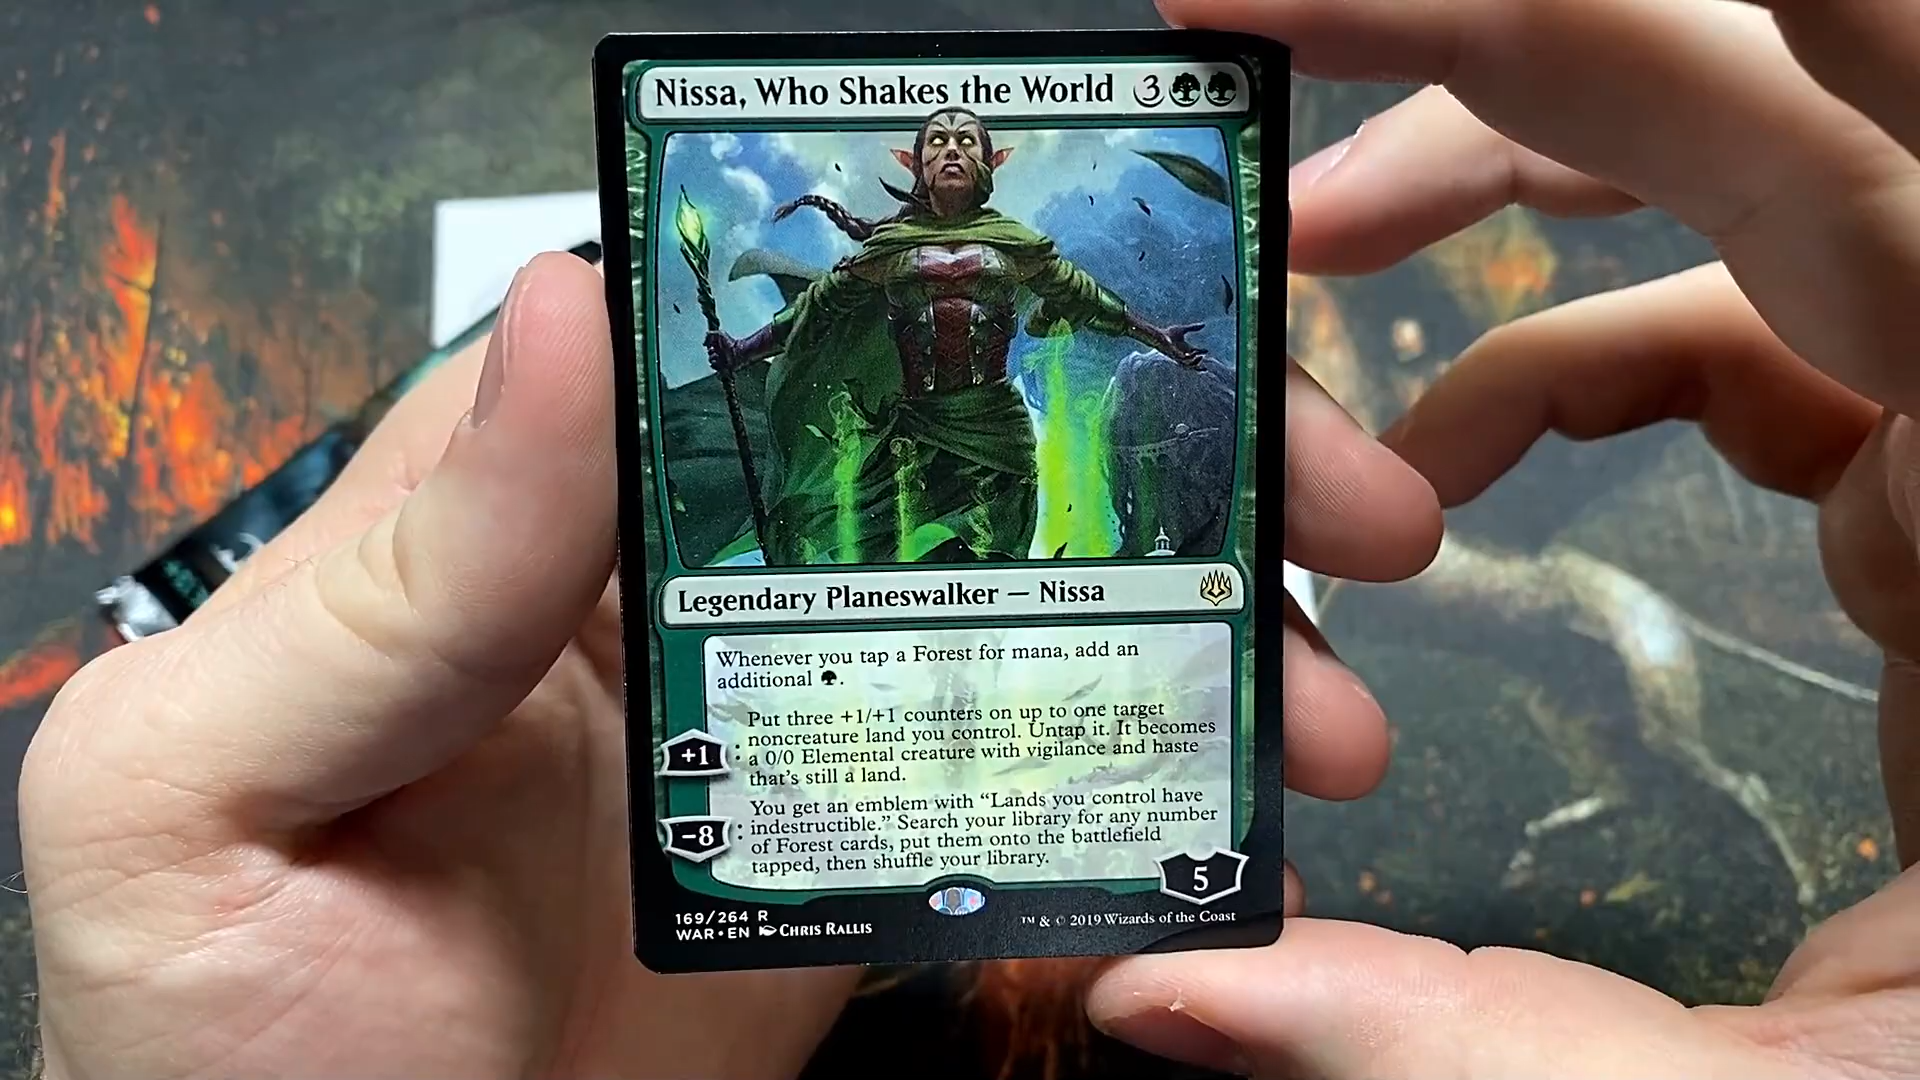 Nissa, Who Shakes the World 3
Legendary Planeswalker — Nissa
Whenever you tap a Forest for mana, add an
additional .
+1: Put three +1/+1 counters on up to one target
noncreature land you control. Untap it. It becomes
a 0/0 Elemental creature with vigilance and haste
that's still a land.
−8: You get an emblem with “Lands you control have
indestructible.” Search your library for any number
of Forest cards, put them onto the battlefield
tapped, then shuffle your library.
5
169/264 R
WAR • EN Chris Rallis
™ & © 2019 Wizards of the Coast